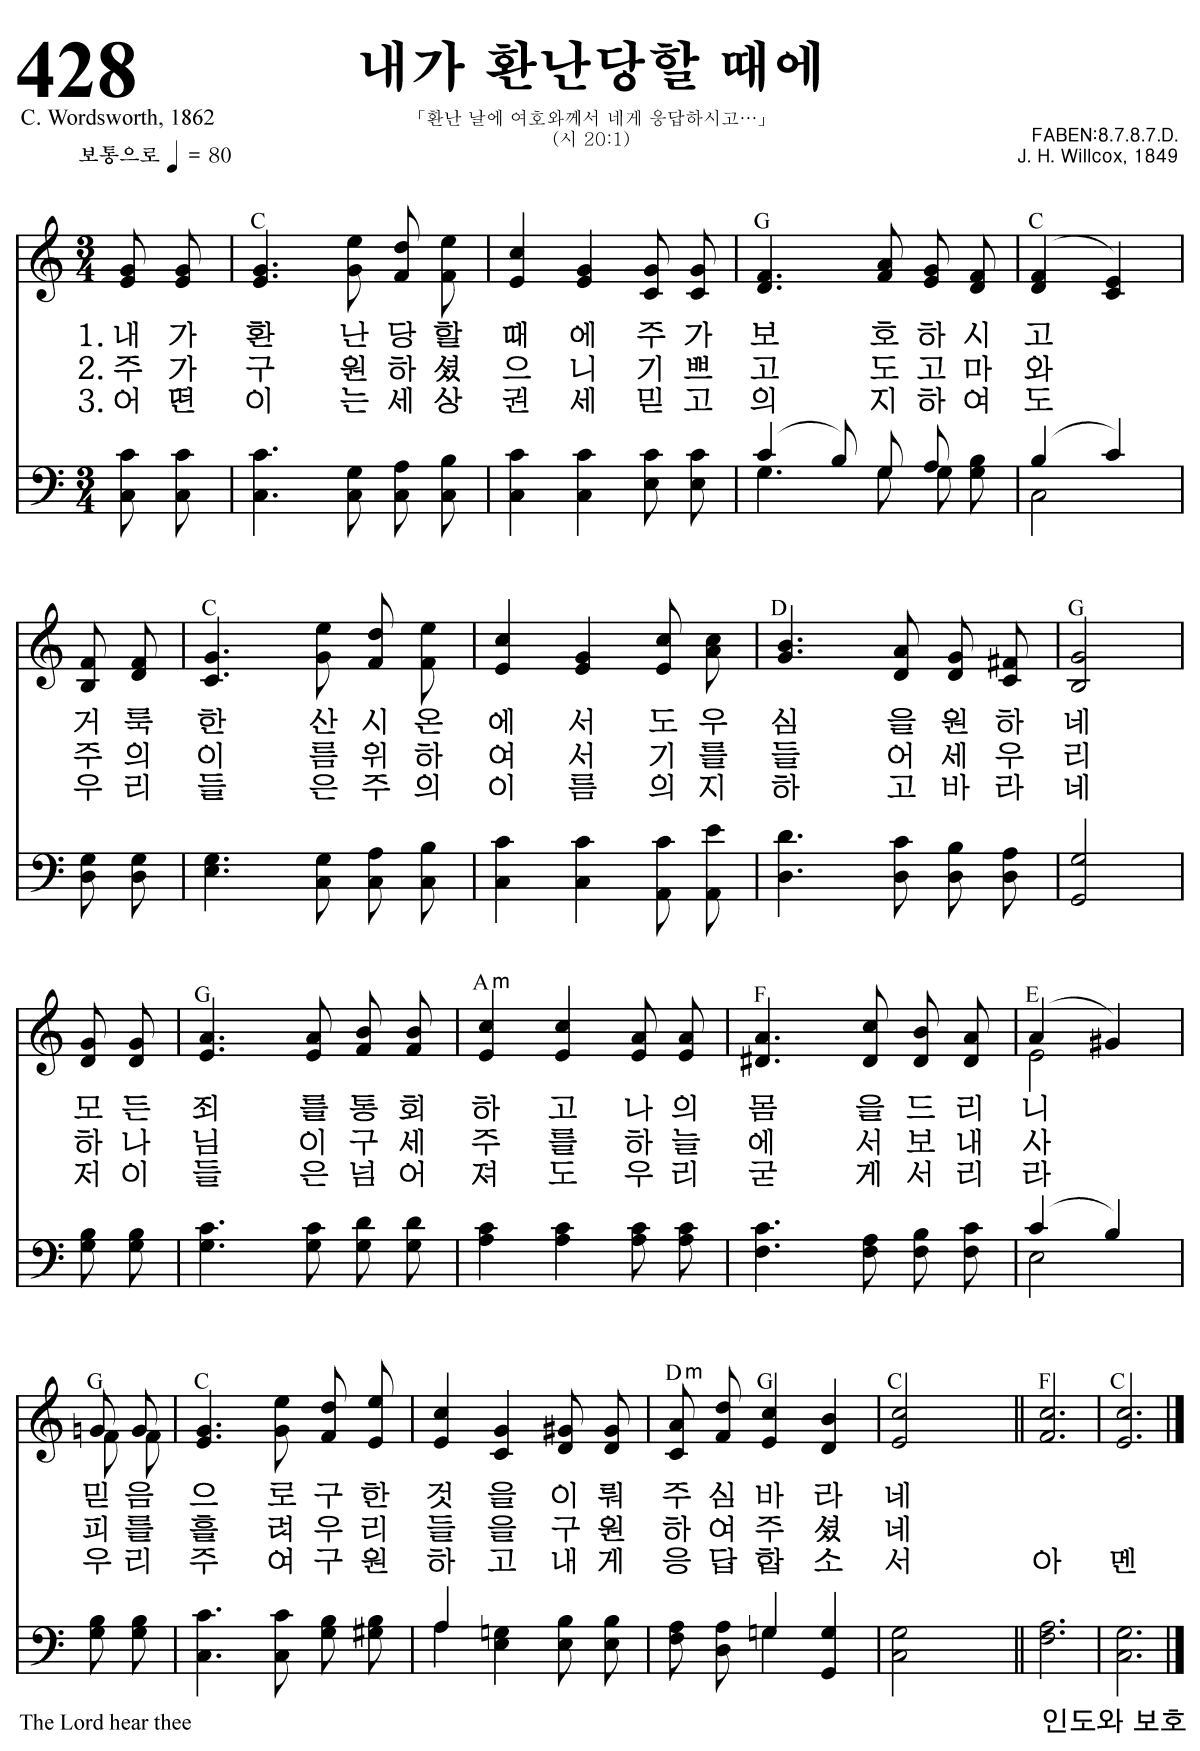 428
내가 환난당할 때에
C. Wordsworth, 1862
「환난 날에 여호와께서 네게 응답하시고…」
(시 20:1)
보통으로 ♩ = 80
FABEN:8.7.8.7.D.
J. H. Willcox, 1849
C G C
3/4
1. 내 가 환 난 당 할 때 에 주 가 보 호 하 시 고
2. 주 가 구 원 하 셨 으 니 기 쁘 고 도 고 마 와
3. 어 떤 이 는 세 상 권 세 믿 고 의 지 하 여 도
3/4
C D G
거 룩 한 산 시 온 에 서 도 우 심 을 원 하 네
주 의 이 름 위 하 여 서 기 를 들 어 세 우 리
우 리 들 은 주 의 이 름 의 지 하 고 바 라 네
G Am F E
모 든 죄 를 통 회 하 고 나 의 몸 을 드 리 니
하 나 님 이 구 세 주 를 하 늘 에 서 보 내 사
저 이 들 은 넘 어 져 도 우 리 굳 게 서 리 라
G C Dm G C F C
믿 음 으 로 구 한 것 을 이 뤄 주 심 바 라 네
피 를 흘 려 우 리 들 을 구 원 하 여 주 셨 네
우 리 주 여 구 원 하 고 내 게 응 답 합 소 서 아 멘
The Lord hear thee
인도와 보호